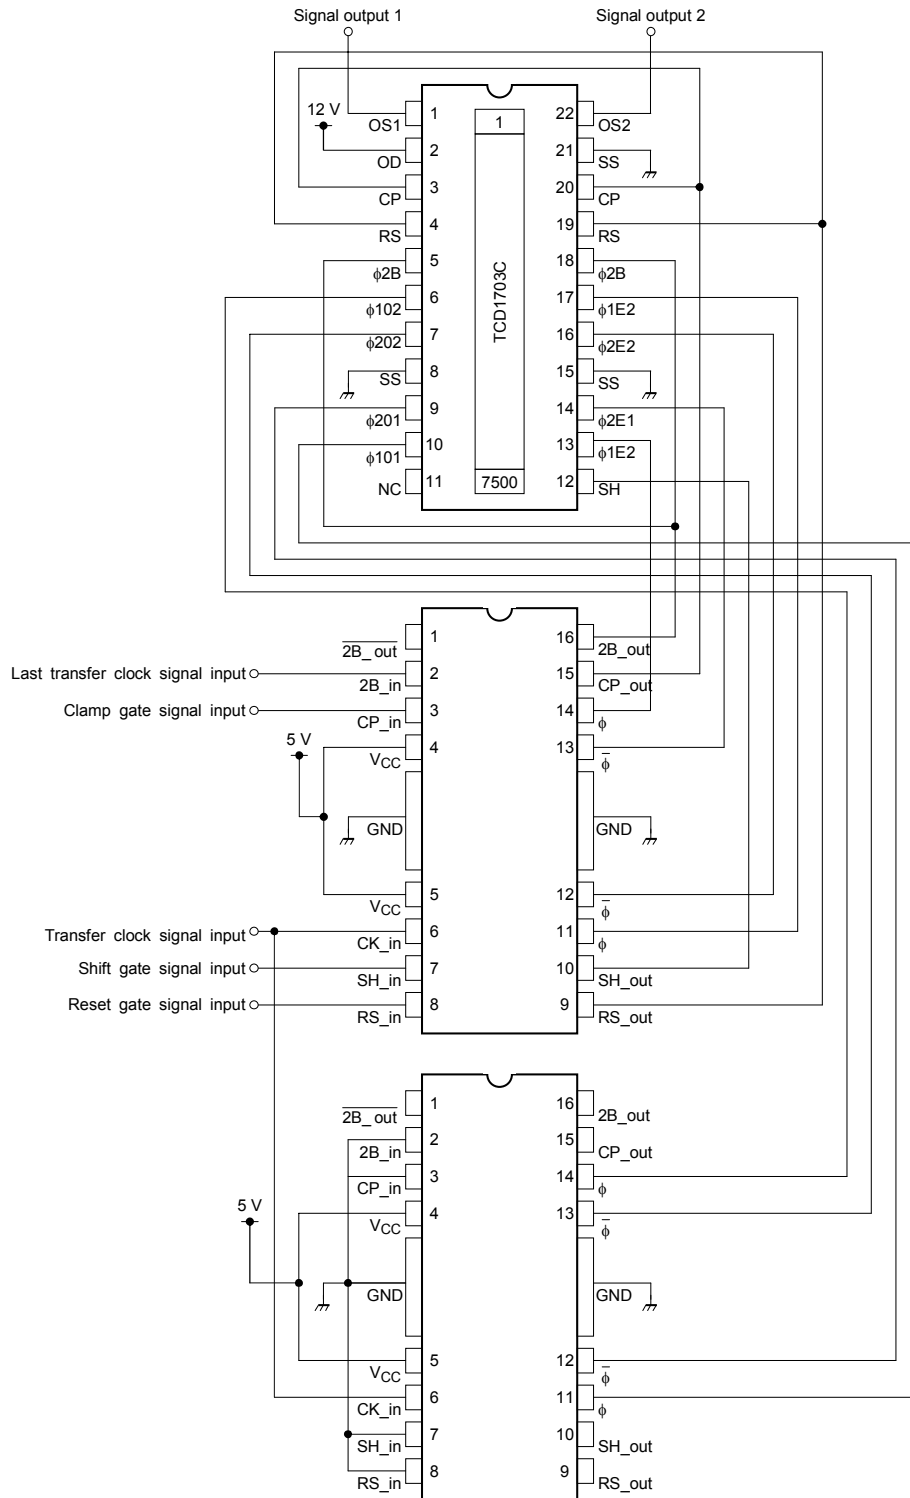 Signal output 1
Signal output 2
12 V
1 OS1
2 OD
3 CP
4 RS
5 ϕ2B
6 ϕ102
7 ϕ202
8 SS
9 ϕ201
10 ϕ101
11 NC
1
TCD1703C
7500
22 OS2
21 SS
20 CP
19 RS
18 ϕ2B
17 ϕ1E2
16 ϕ2E2
15 SS
14 ϕ2E1
13 ϕ1E2
12 SH
Last transfer clock signal input
Clamp gate signal input
5 V
Transfer clock signal input
Shift gate signal input
Reset gate signal input
1 2B_out
2 2B_in
3 CP_in
4 VCC
GND
5 VCC
6 CK_in
7 SH_in
8 RS_in
16 2B_out
15 CP_out
14 ϕ
13 ϕ̅
GND
12 ϕ̅
11 ϕ
10 SH_out
9 RS_out
5 V
1 2B_out
2 2B_in
3 CP_in
4 VCC
GND
5 VCC
6 CK_in
7 SH_in
8 RS_in
16 2B_out
15 CP_out
14 ϕ
13 ϕ̅
GND
12 ϕ̅
11 ϕ
10 SH_out
9 RS_out